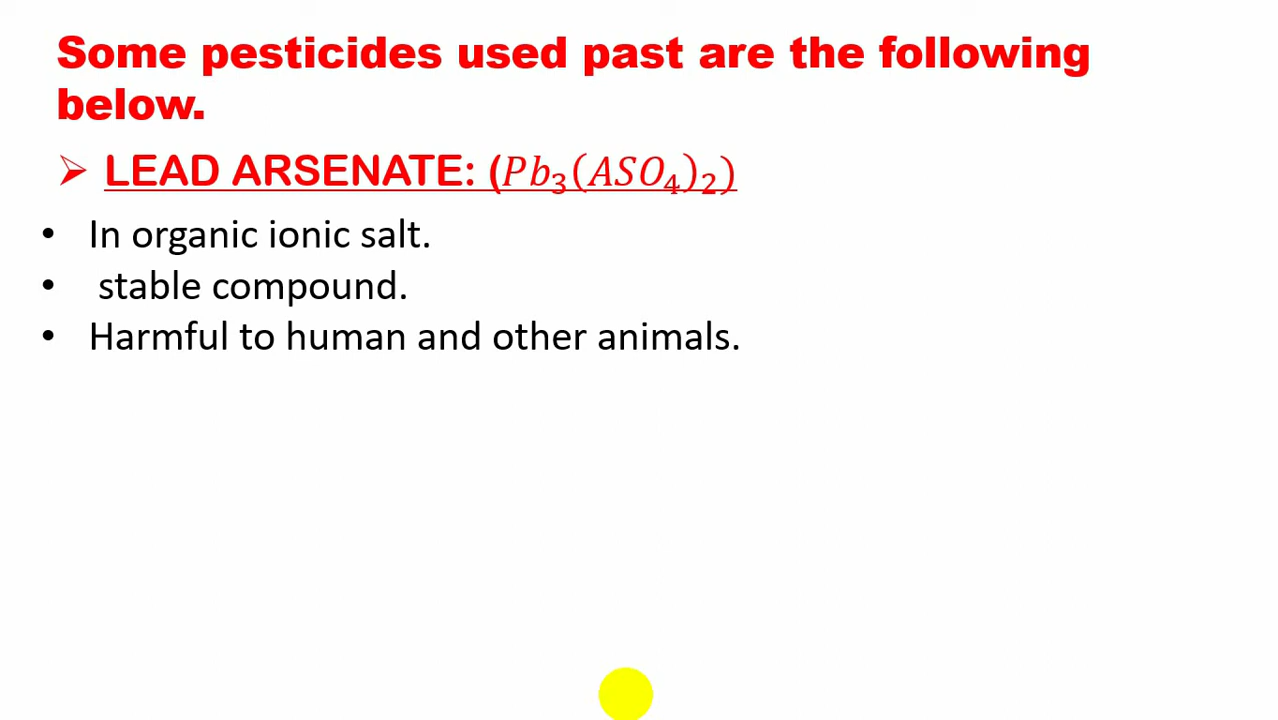 Some pesticides used past are the following
below.
➢ LEAD ARSENATE: (Pb₃(ASO₄)₂)
• In organic ionic salt.
• stable compound.
• Harmful to human and other animals.